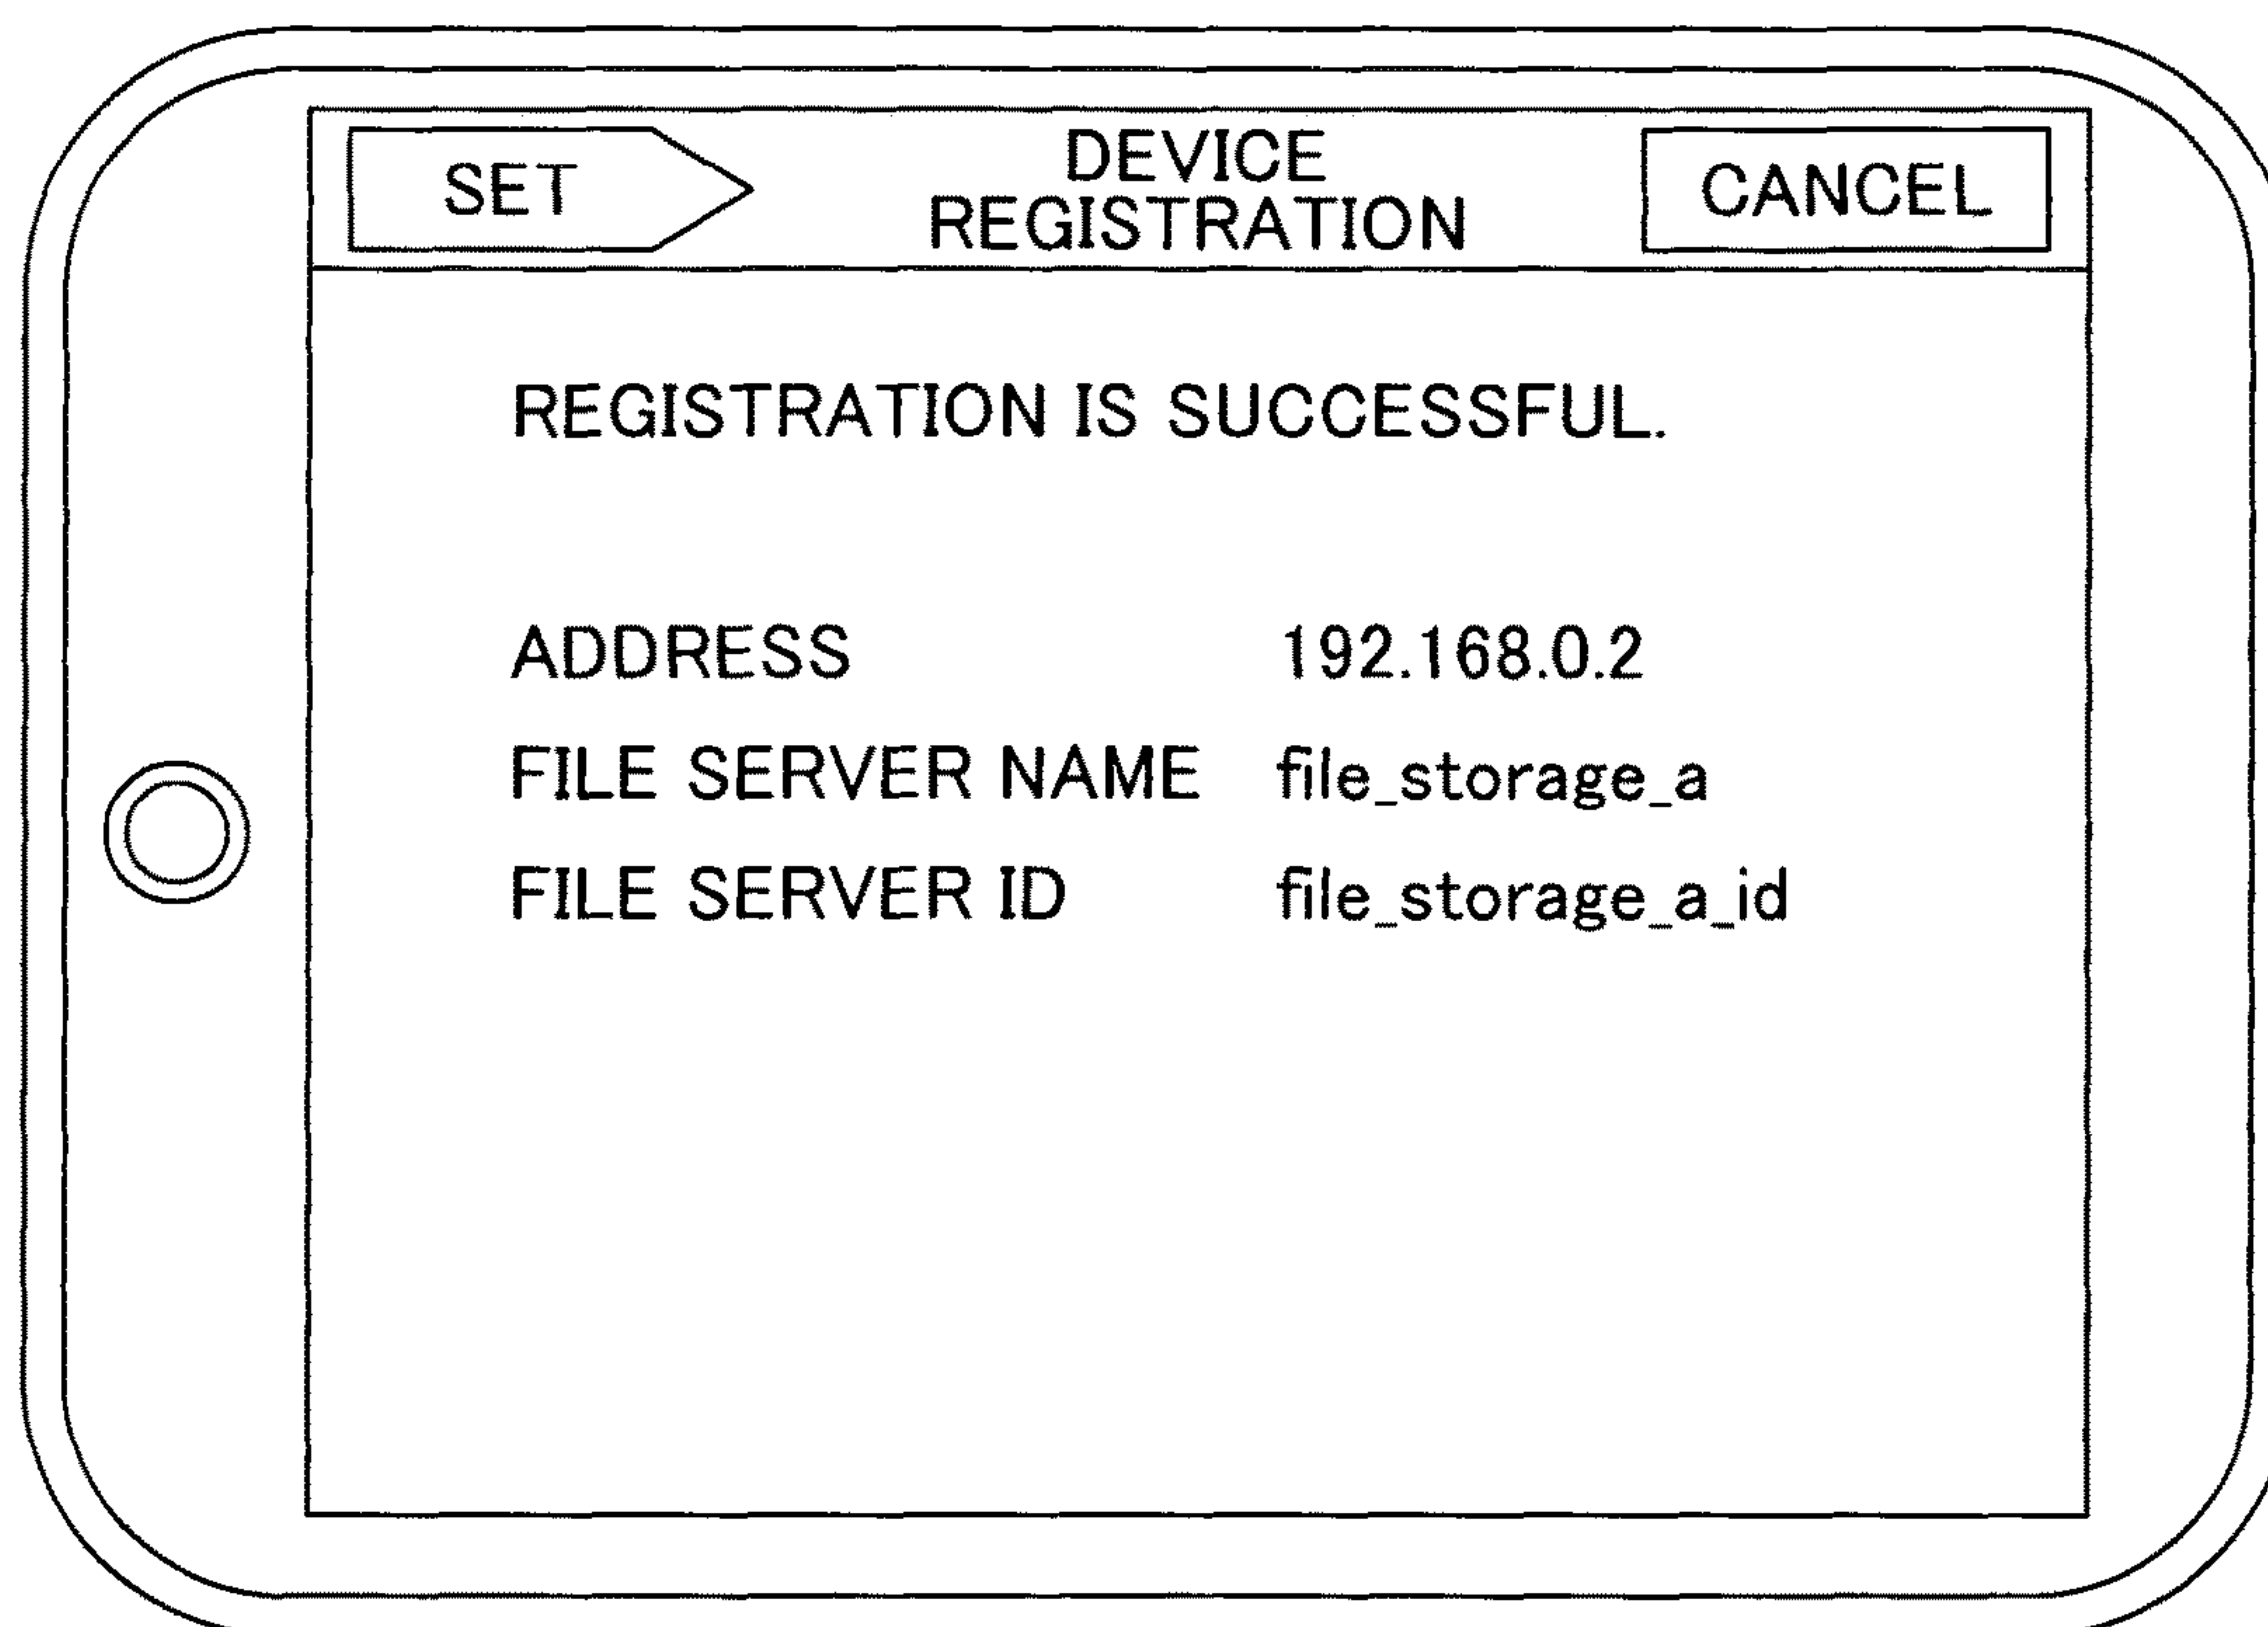 SET
DEVICE
REGISTRATION
CANCEL
REGISTRATION IS SUCCESSFUL.
ADDRESS 192.168.0.2
FILE SERVER NAME file_storage_a
FILE SERVER ID file_storage_a_id